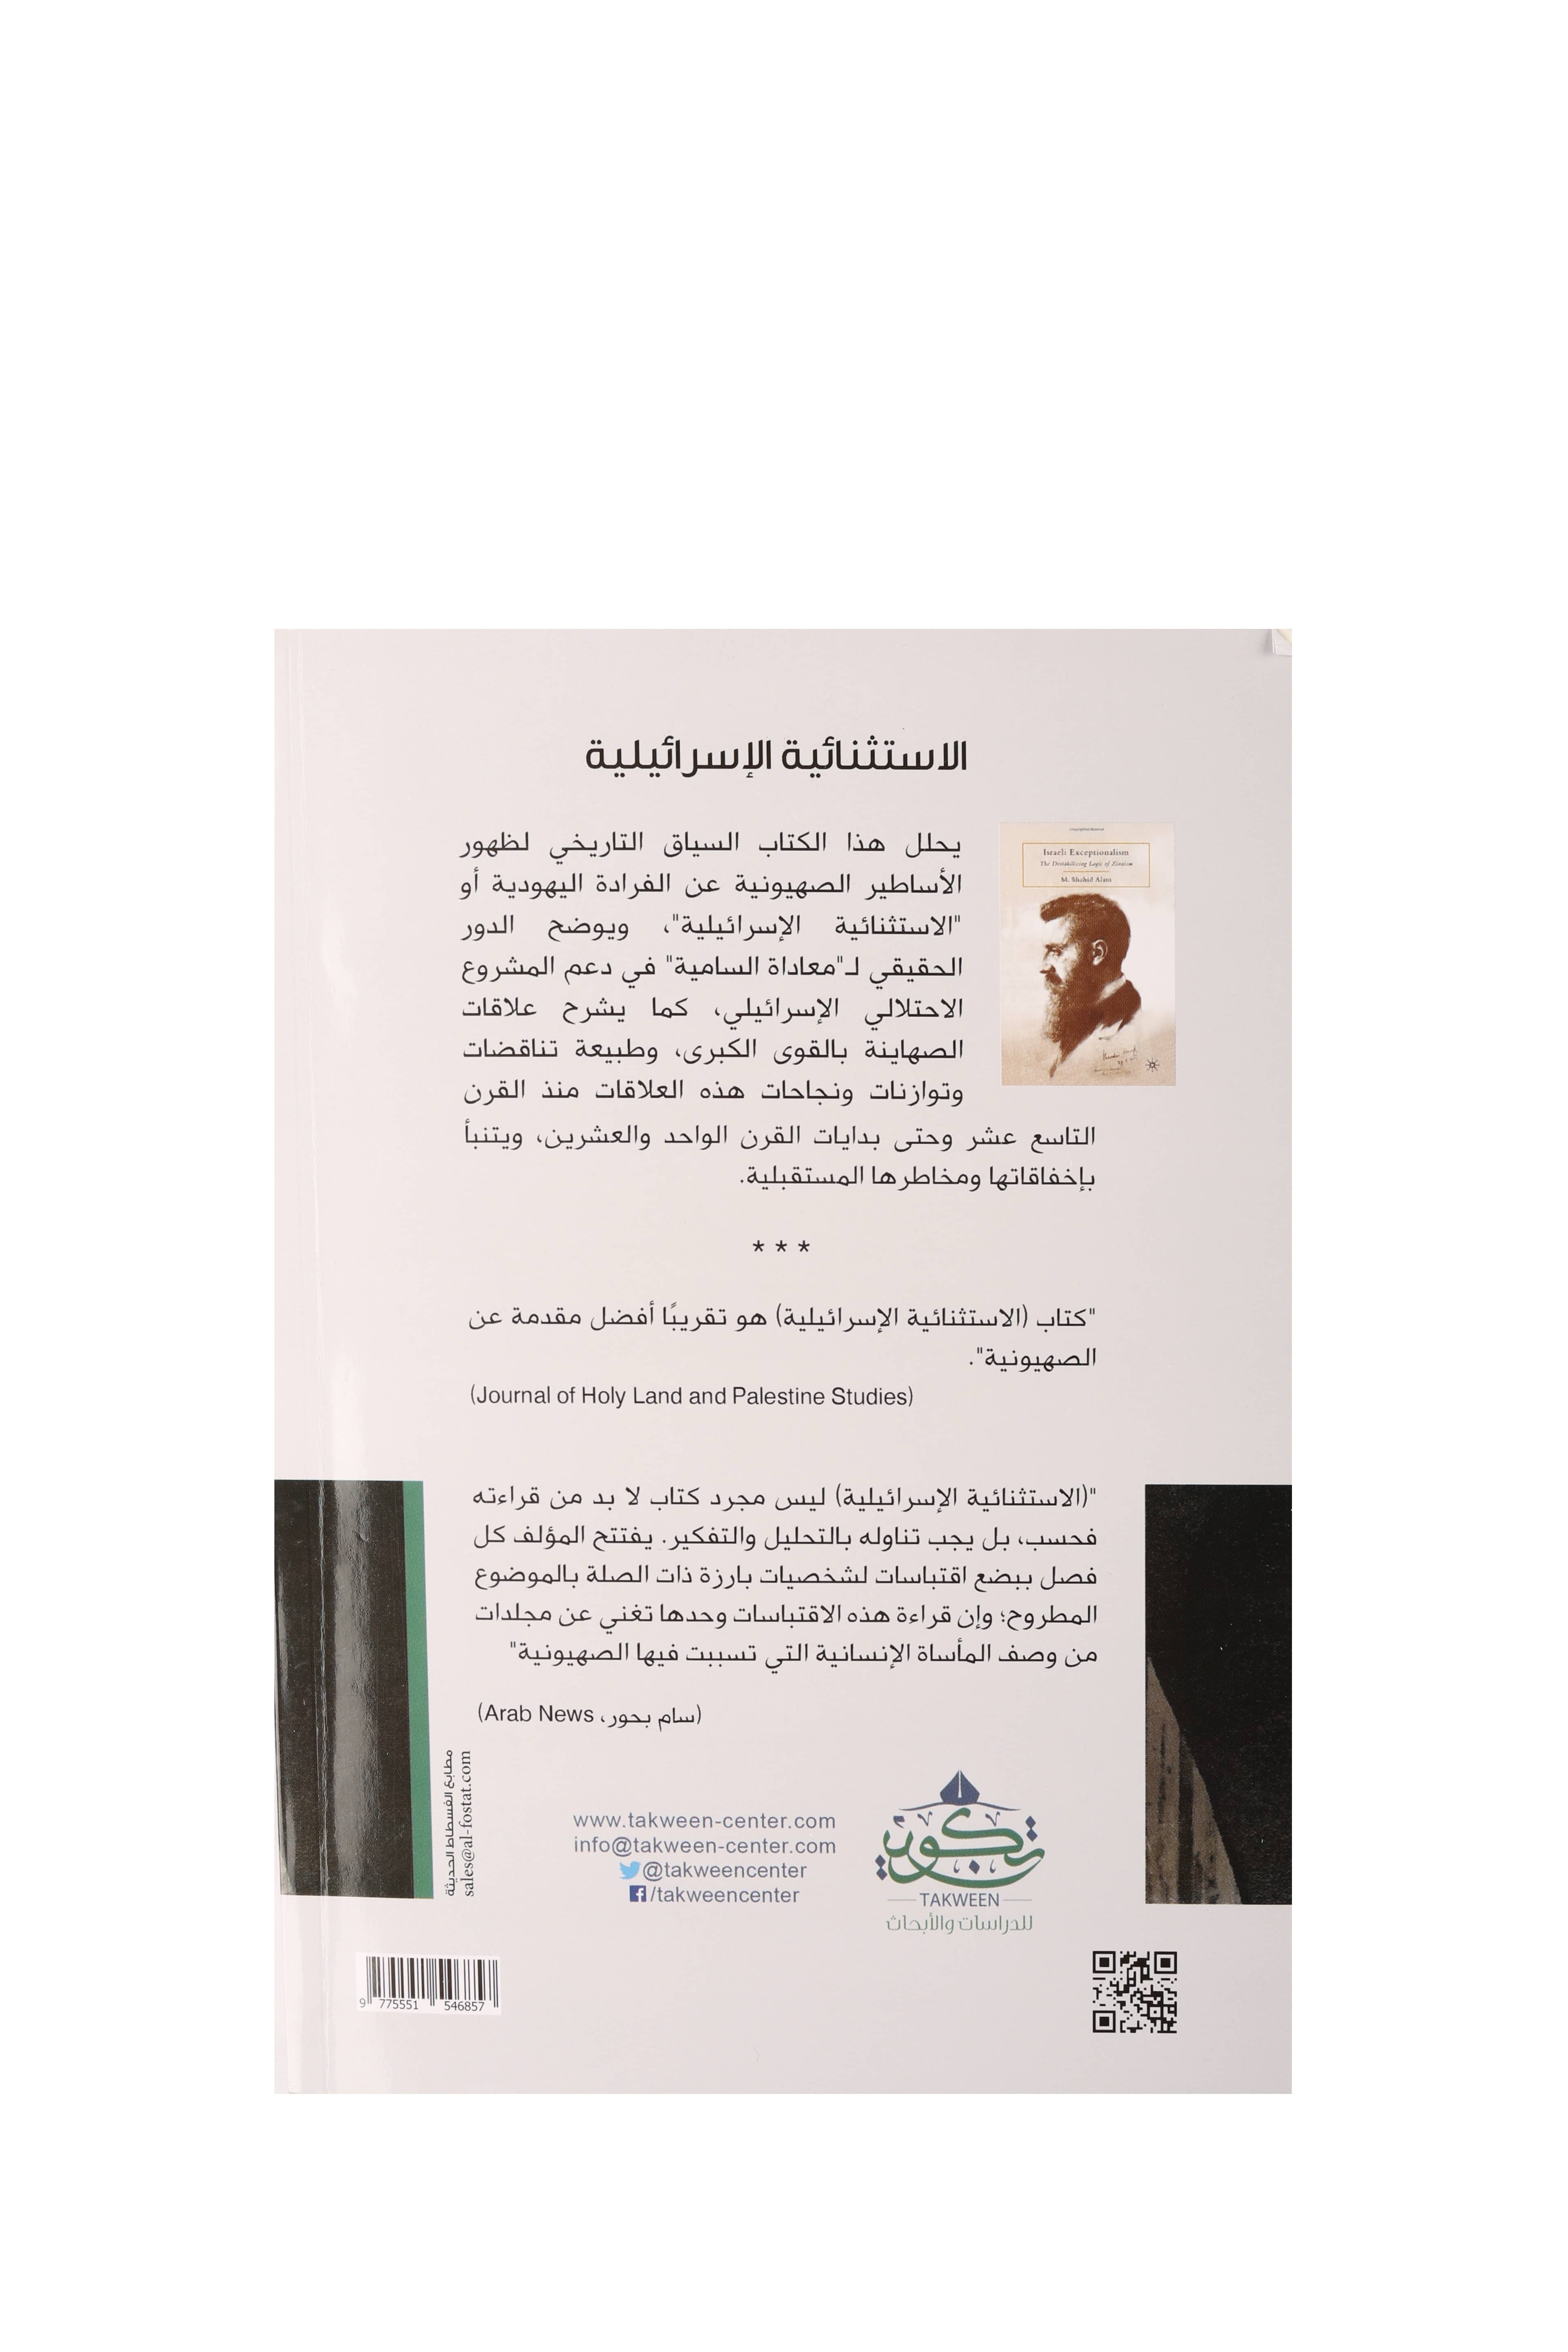 الاستثنائية الإسرائيلية
Israeli Exceptionalism
The Destabilizing Logic of Zionism
M. Shahid Alam
يحلل هذا الكتاب السياق التاريخي لظهور
الأساطير الصهيونية عن الفرادة اليهودية أو
"الاستثنائية الإسرائيلية"، ويوضح الدور
الحقيقي لـ"معاداة السامية" في دعم المشروع
الاحتلالي الإسرائيلي، كما يشرح علاقات
الصهاينة بالقوى الكبرى، وطبيعة تناقضات
وتوازنات ونجاحات هذه العلاقات منذ القرن
التاسع عشر وحتى بدايات القرن الواحد والعشرين، ويتنبأ
بإخفاقاتها ومخاطرها المستقبلية.
* * *
"كتاب (الاستثنائية الإسرائيلية) هو تقريبًا أفضل مقدمة عن
الصهيونية".
(Journal of Holy Land and Palestine Studies)
"(الاستثنائية الإسرائيلية) ليس مجرد كتاب لا بد من قراءته
فحسب، بل يجب تناوله بالتحليل والتفكير. يفتتح المؤلف كل
فصل ببضع اقتباسات لشخصيات بارزة ذات الصلة بالموضوع
المطروح؛ وإن قراءة هذه الاقتباسات وحدها تغني عن مجلدات
من وصف المأساة الإنسانية التي تسببت فيها الصهيونية"
(سام بحور، Arab News)
مطابع الفسطاط الحديثة
sales@al-fostat.com
www.takween-center.com
info@takween-center.com
@takweencenter
/takweencenter
تكوين
TAKWEEN
للدراسات والأبحاث
9 775551 546857